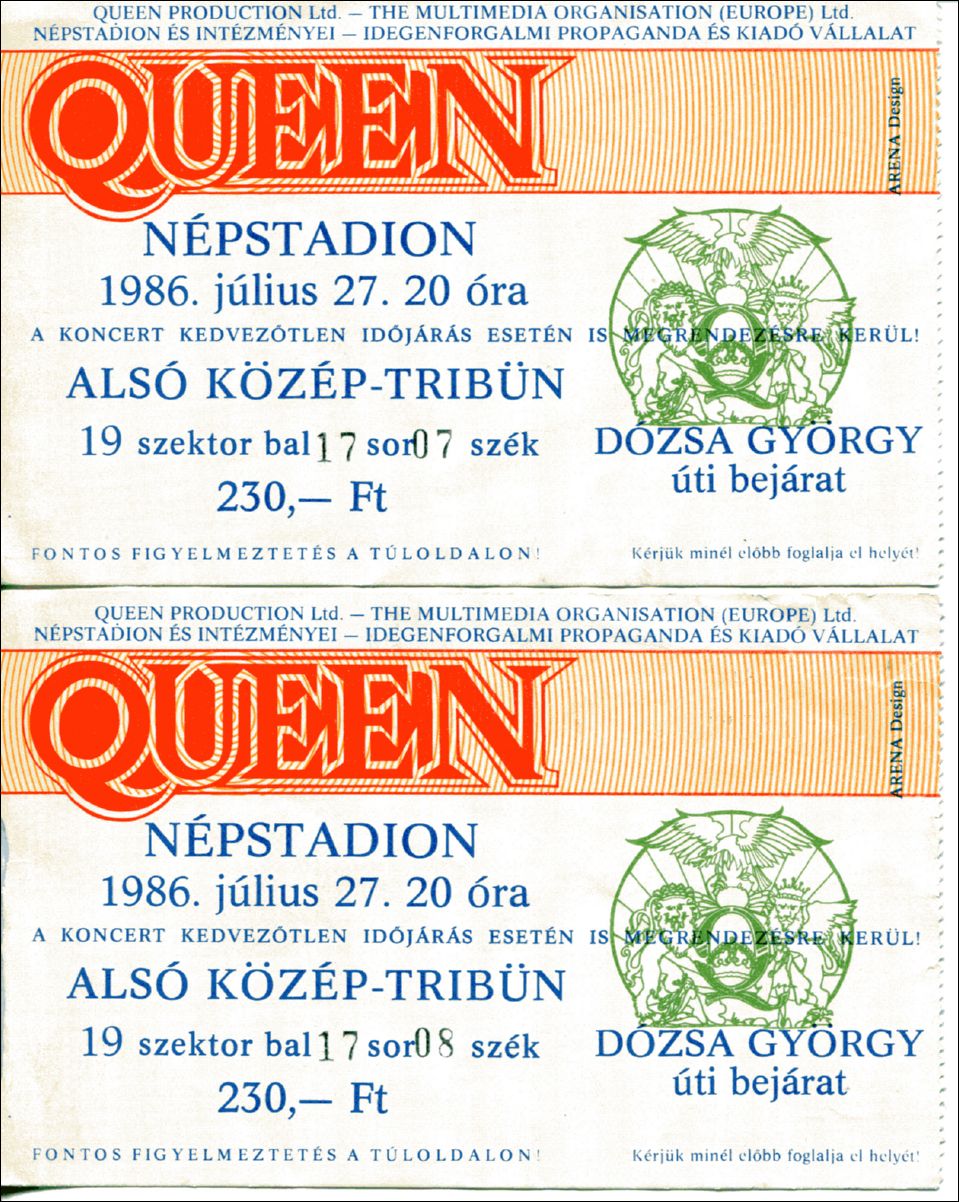 QUEEN PRODUCTION Ltd. — THE MULTIMEDIA ORGANISATION (EUROPE) Ltd.
NÉPSTADION ÉS INTÉZMÉNYEI — IDEGENFORGALMI PROPAGANDA ÉS KIADÓ VÁLLALAT
QUEEN
ARENA Design
NÉPSTADION
1986. július 27. 20 óra
A KONCERT KEDVEZŐTLEN IDŐJÁRÁS ESETÉN IS MEGRENDEZÉSRE KERÜL!
ALSÓ KÖZÉP-TRIBÜN
19 szektor bal 17 sor 07 szék
230,— Ft
DÓZSA GYÖRGY
úti bejárat
FONTOS FIGYELMEZTETÉS A TÚLOLDALON!
Kérjük minél előbb foglalja el helyét!
QUEEN PRODUCTION Ltd. — THE MULTIMEDIA ORGANISATION (EUROPE) Ltd.
NÉPSTADION ÉS INTÉZMÉNYEI — IDEGENFORGALMI PROPAGANDA ÉS KIADÓ VÁLLALAT
QUEEN
ARENA Design
NÉPSTADION
1986. július 27. 20 óra
A KONCERT KEDVEZŐTLEN IDŐJÁRÁS ESETÉN IS MEGRENDEZÉSRE KERÜL!
ALSÓ KÖZÉP-TRIBÜN
19 szektor bal 17 sor 08 szék
230,— Ft
DÓZSA GYÖRGY
úti bejárat
FONTOS FIGYELMEZTETÉS A TÚLOLDALON!
Kérjük minél előbb foglalja el helyét!